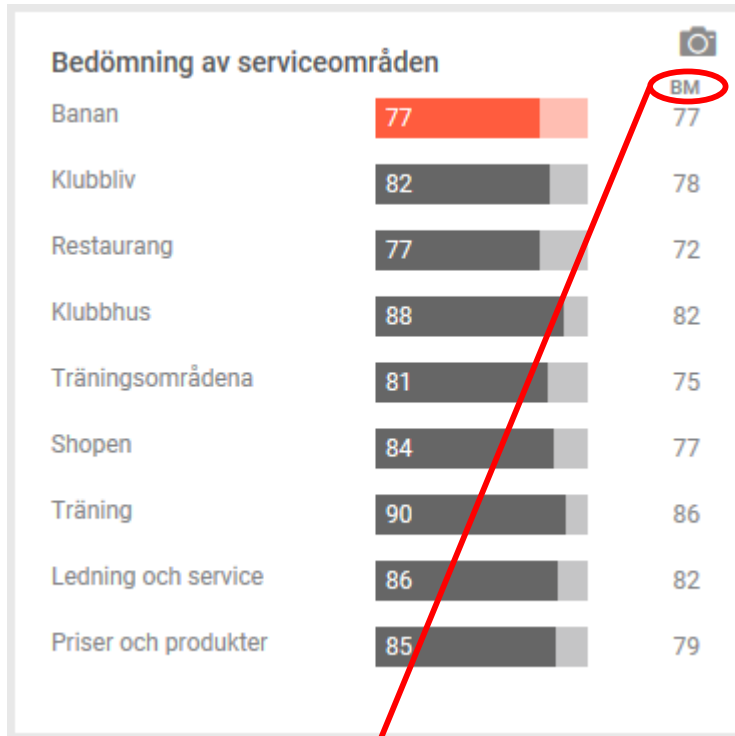 Bedömning av serviceområden
BM
Banan 77 77
Klubbliv 82 78
Restaurang 77 72
Klubbhus 88 82
Träningsområdena 81 75
Shopen 84 77
Träning 90 86
Ledning och service 86 82
Priser och produkter 85 79